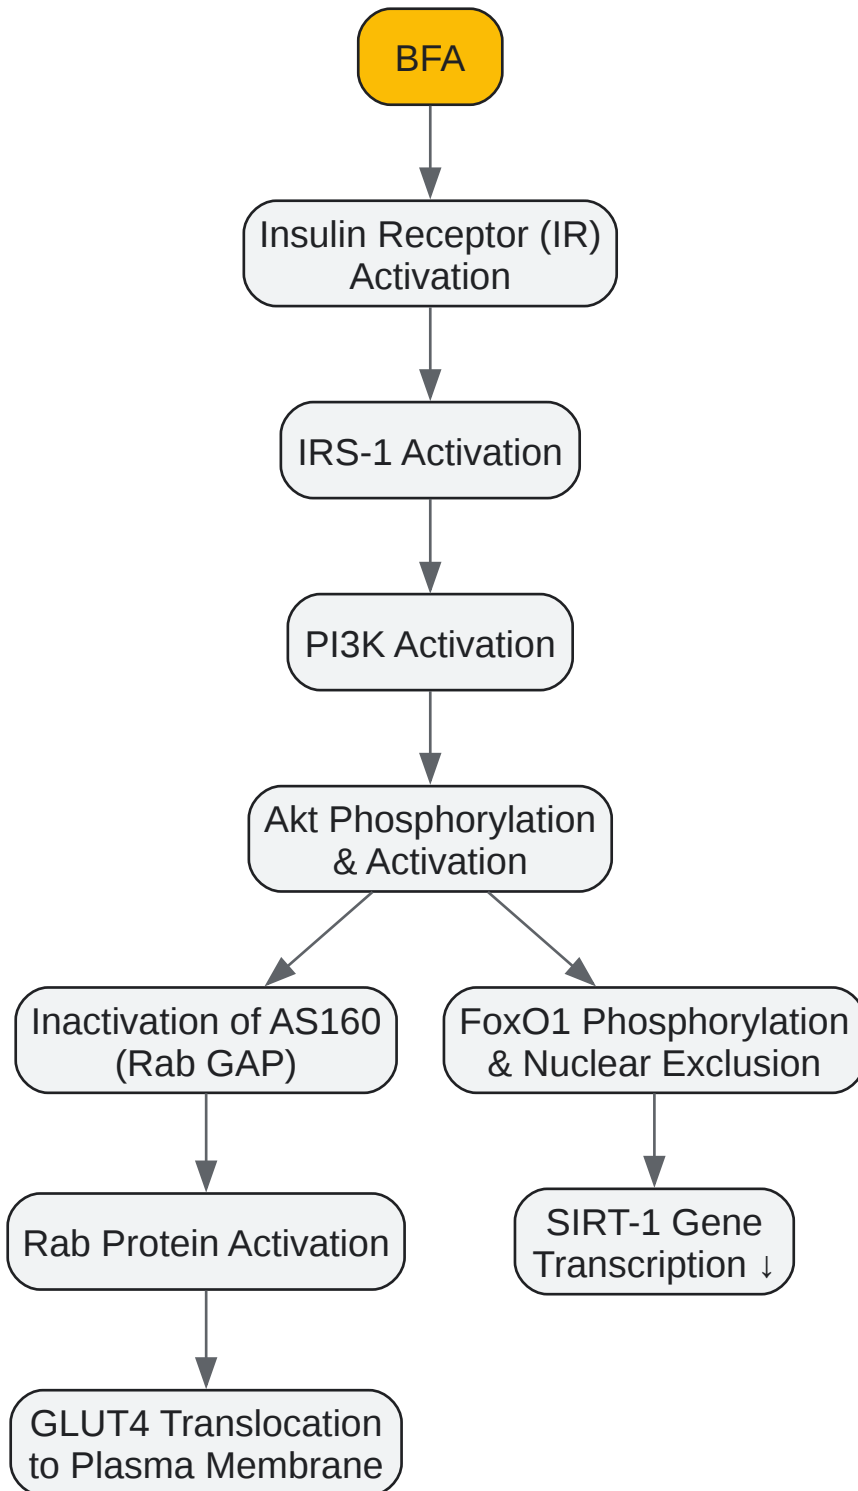 BFA
Insulin Receptor (IR)
Activation
IRS-1 Activation
PI3K Activation
Akt Phosphorylation
& Activation
Inactivation of AS160
(Rab GAP)
FoxO1 Phosphorylation
& Nuclear Exclusion
Rab Protein Activation
SIRT-1 Gene
Transcription ↓
GLUT4 Translocation
to Plasma Membrane